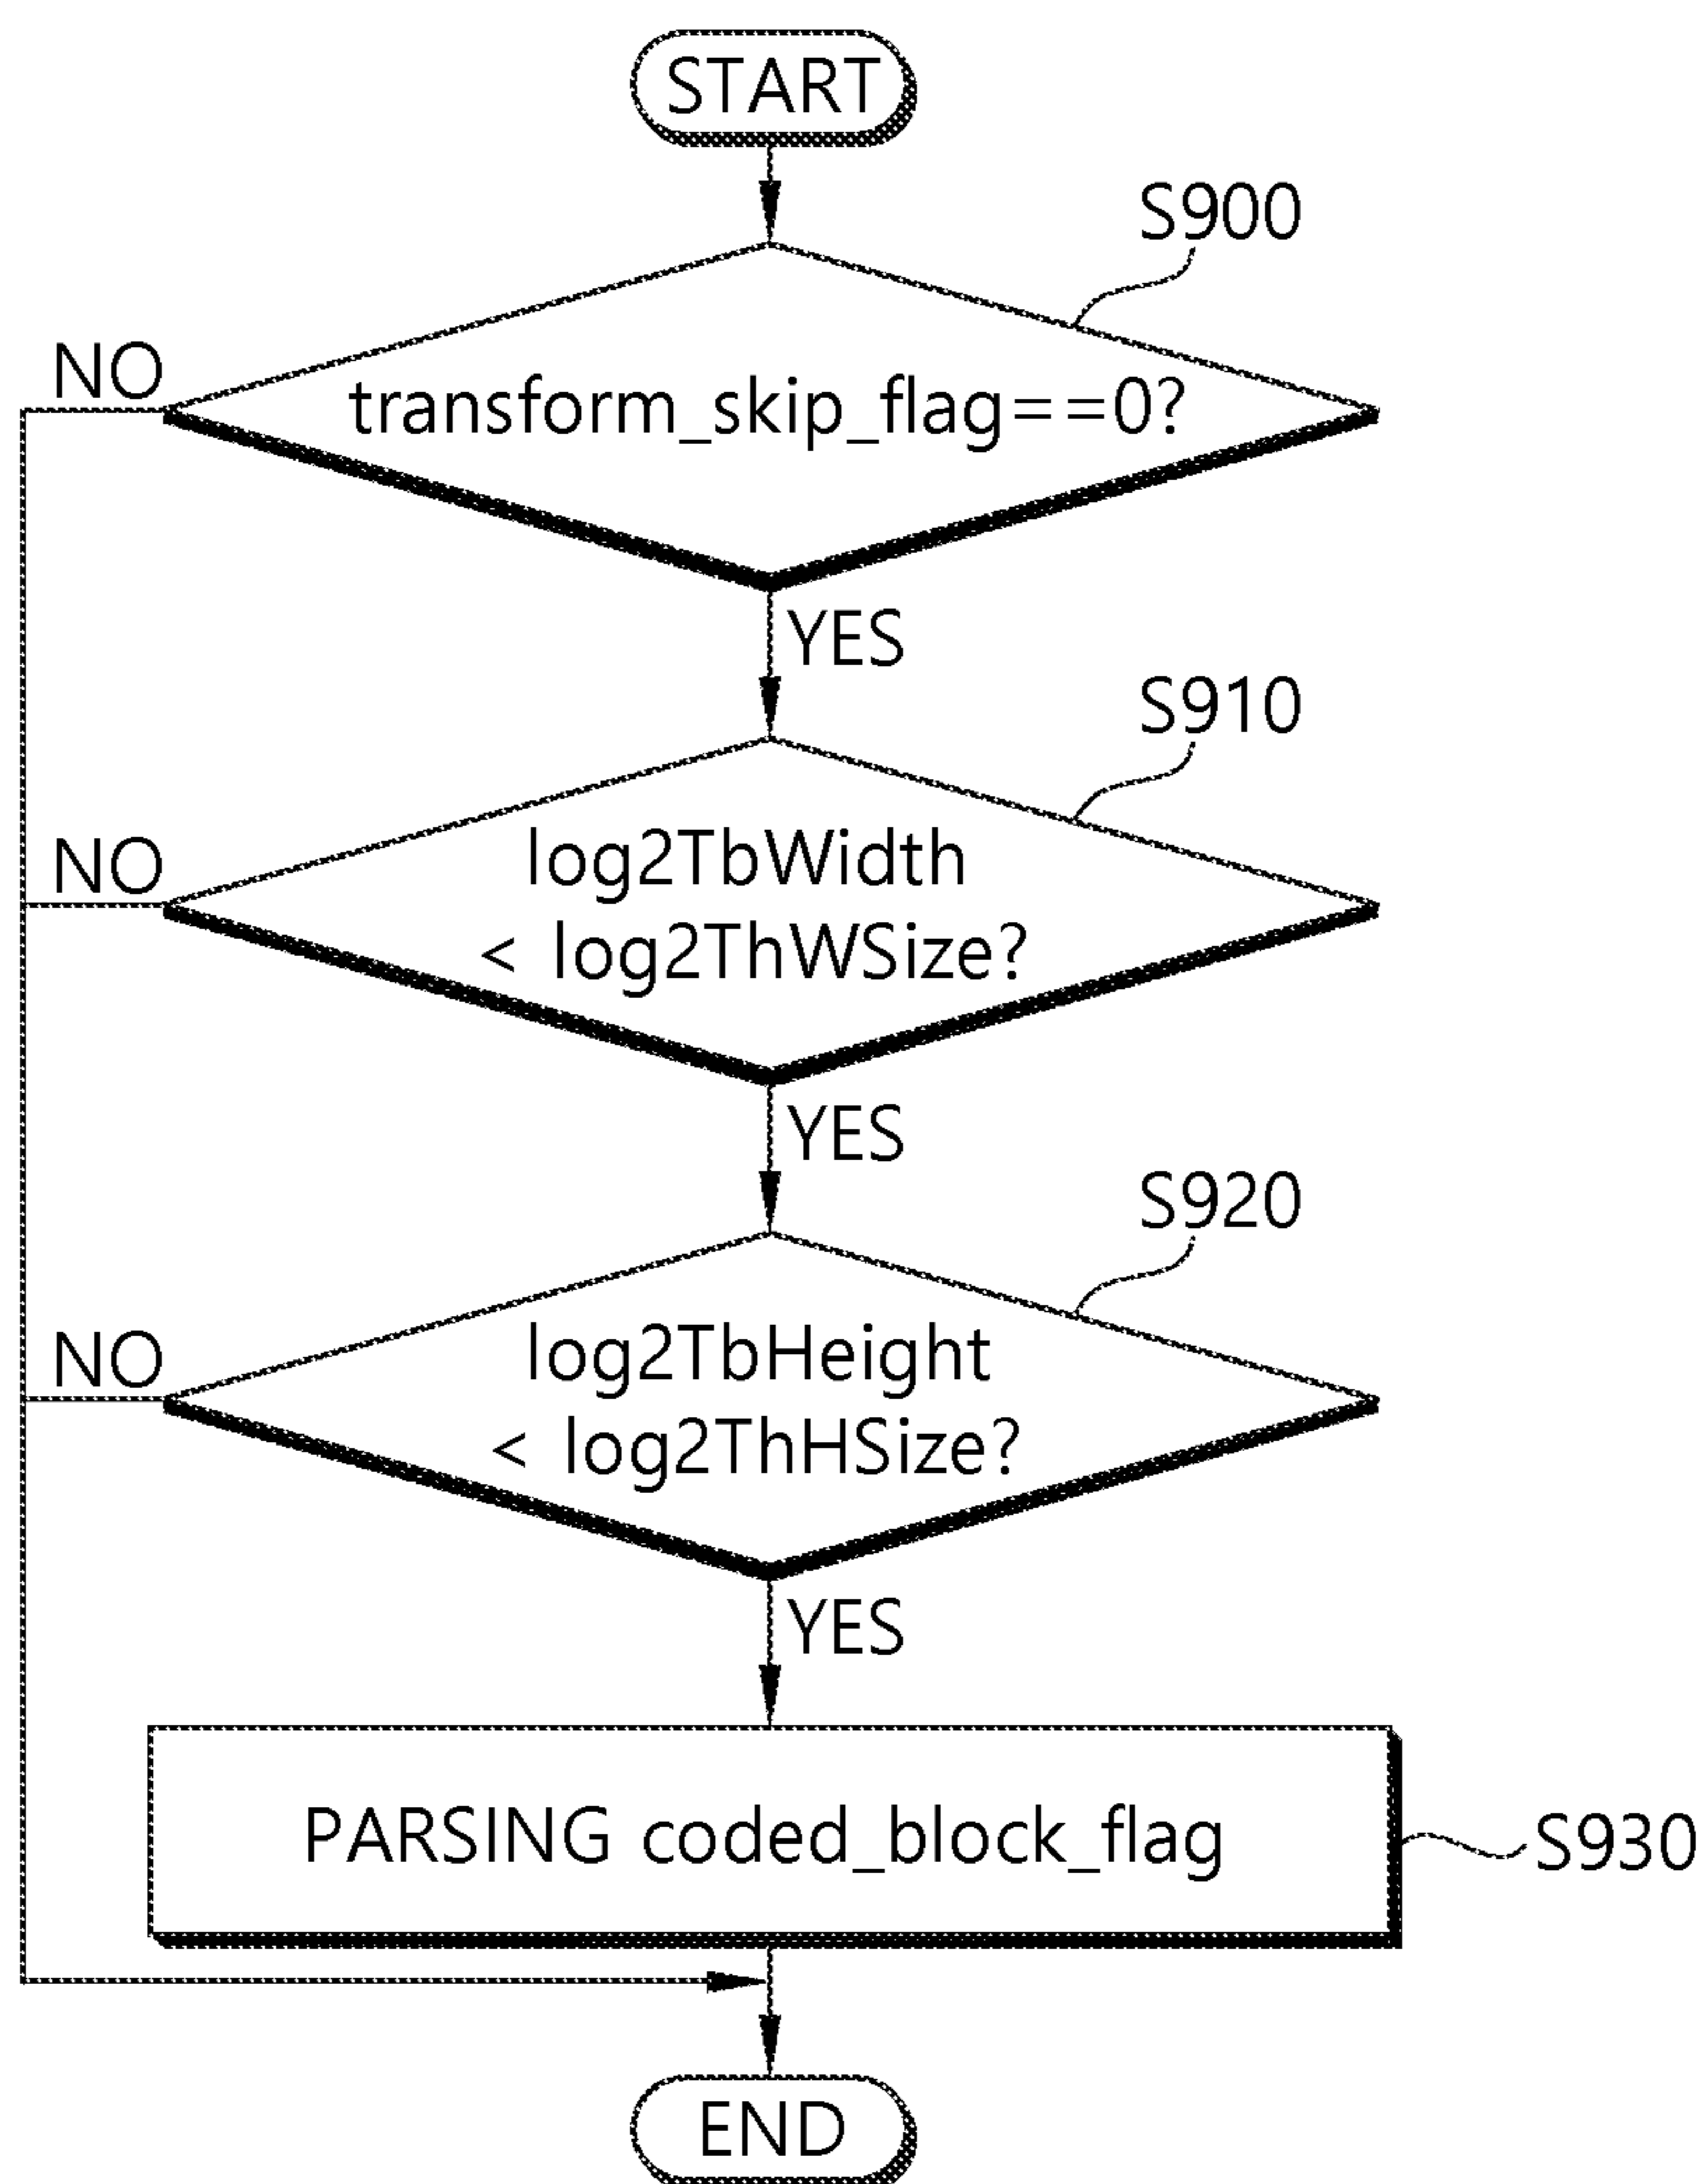 START
S900
NO
transform_skip_flag==0?
YES
S910
NO
log2TbWidth
< log2ThWSize?
YES
S920
NO
log2TbHeight
< log2ThHSize?
YES
PARSING coded_block_flag
S930
END